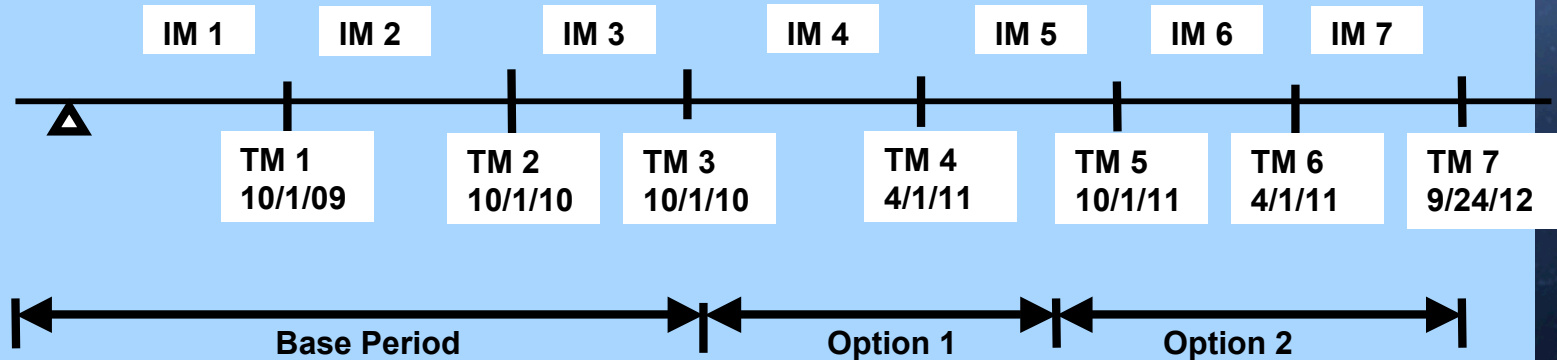 IM 1 IM 2 IM 3 IM 4 IM 5 IM 6 IM 7
TM 1
10/1/09
TM 2
10/1/10
TM 3
10/1/10
TM 4
4/1/11
TM 5
10/1/11
TM 6
4/1/11
TM 7
9/24/12
Base Period Option 1 Option 2